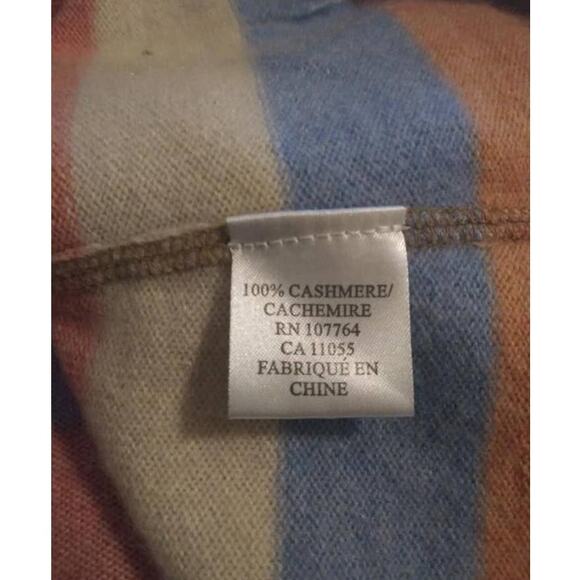 100% CASHMERE/
CACHEMIRE
RN 107764
CA 11055
FABRIQUÉ EN
CHINE